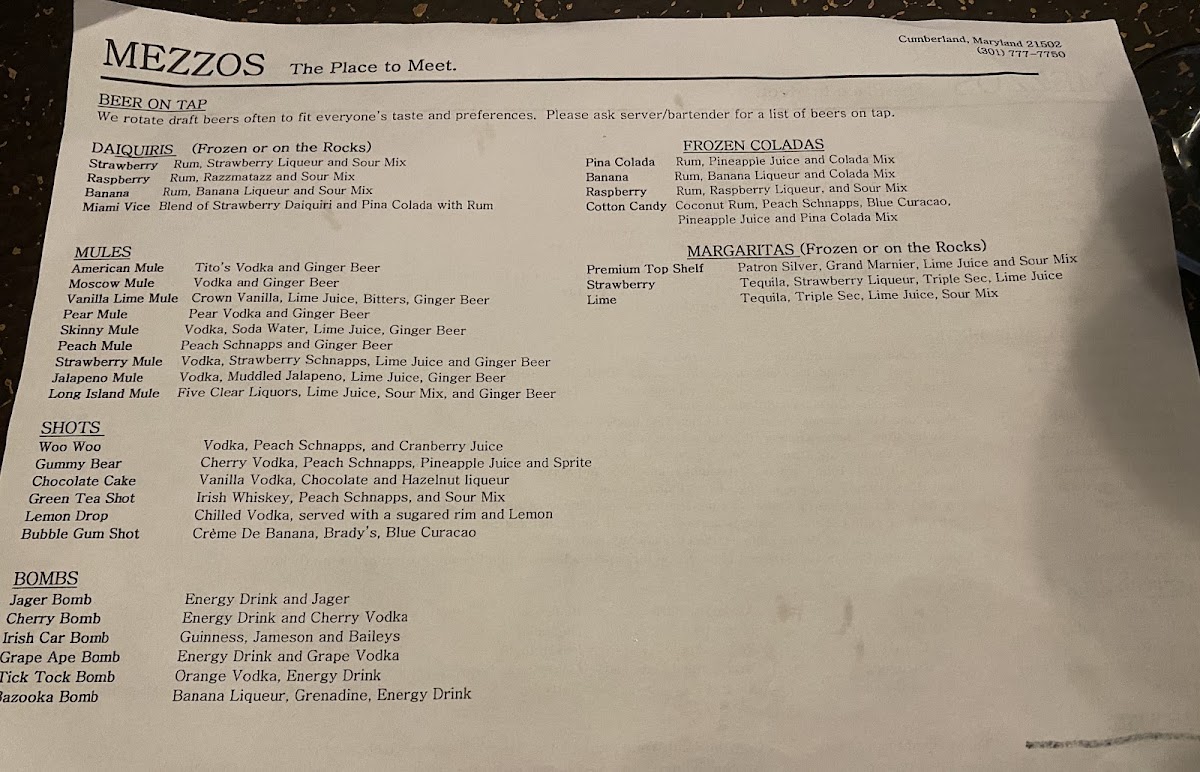 MEZZOS The Place to Meet.
Cumberland, Maryland 21502
(301) 777-7750
BEER ON TAP
We rotate draft beers often to fit everyone's taste and preferences. Please ask server/bartender for a list of beers on tap.
DAIQUIRIS (Frozen or on the Rocks)
Strawberry Rum, Strawberry Liqueur and Sour Mix
Raspberry Rum, Razzmatazz and Sour Mix
Banana Rum, Banana Liqueur and Sour Mix
Miami Vice Blend of Strawberry Daiquiri and Pina Colada with Rum
FROZEN COLADAS
Pina Colada Rum, Pineapple Juice and Colada Mix
Banana Rum, Banana Liqueur and Colada Mix
Raspberry Rum, Raspberry Liqueur, and Sour Mix
Cotton Candy Coconut Rum, Peach Schnapps, Blue Curacao,
Pineapple Juice and Pina Colada Mix
MULES
American Mule Tito's Vodka and Ginger Beer
Moscow Mule Vodka and Ginger Beer
Vanilla Lime Mule Crown Vanilla, Lime Juice, Bitters, Ginger Beer
Pear Mule Pear Vodka and Ginger Beer
Skinny Mule Vodka, Soda Water, Lime Juice, Ginger Beer
Peach Mule Peach Schnapps and Ginger Beer
Strawberry Mule Vodka, Strawberry Schnapps, Lime Juice and Ginger Beer
Jalapeno Mule Vodka, Muddled Jalapeno, Lime Juice, Ginger Beer
Long Island Mule Five Clear Liquors, Lime Juice, Sour Mix, and Ginger Beer
MARGARITAS (Frozen or on the Rocks)
Premium Top Shelf Patron Silver, Grand Marnier, Lime Juice and Sour Mix
Strawberry Tequila, Strawberry Liqueur, Triple Sec, Lime Juice
Lime Tequila, Triple Sec, Lime Juice, Sour Mix
SHOTS
Woo Woo Vodka, Peach Schnapps, and Cranberry Juice
Gummy Bear Cherry Vodka, Peach Schnapps, Pineapple Juice and Sprite
Chocolate Cake Vanilla Vodka, Chocolate and Hazelnut liqueur
Green Tea Shot Irish Whiskey, Peach Schnapps, and Sour Mix
Lemon Drop Chilled Vodka, served with a sugared rim and Lemon
Bubble Gum Shot Crème De Banana, Brady's, Blue Curacao
BOMBS
Jager Bomb Energy Drink and Jager
Cherry Bomb Energy Drink and Cherry Vodka
Irish Car Bomb Guinness, Jameson and Baileys
Grape Ape Bomb Energy Drink and Grape Vodka
Tick Tock Bomb Orange Vodka, Energy Drink
Bazooka Bomb Banana Liqueur, Grenadine, Energy Drink